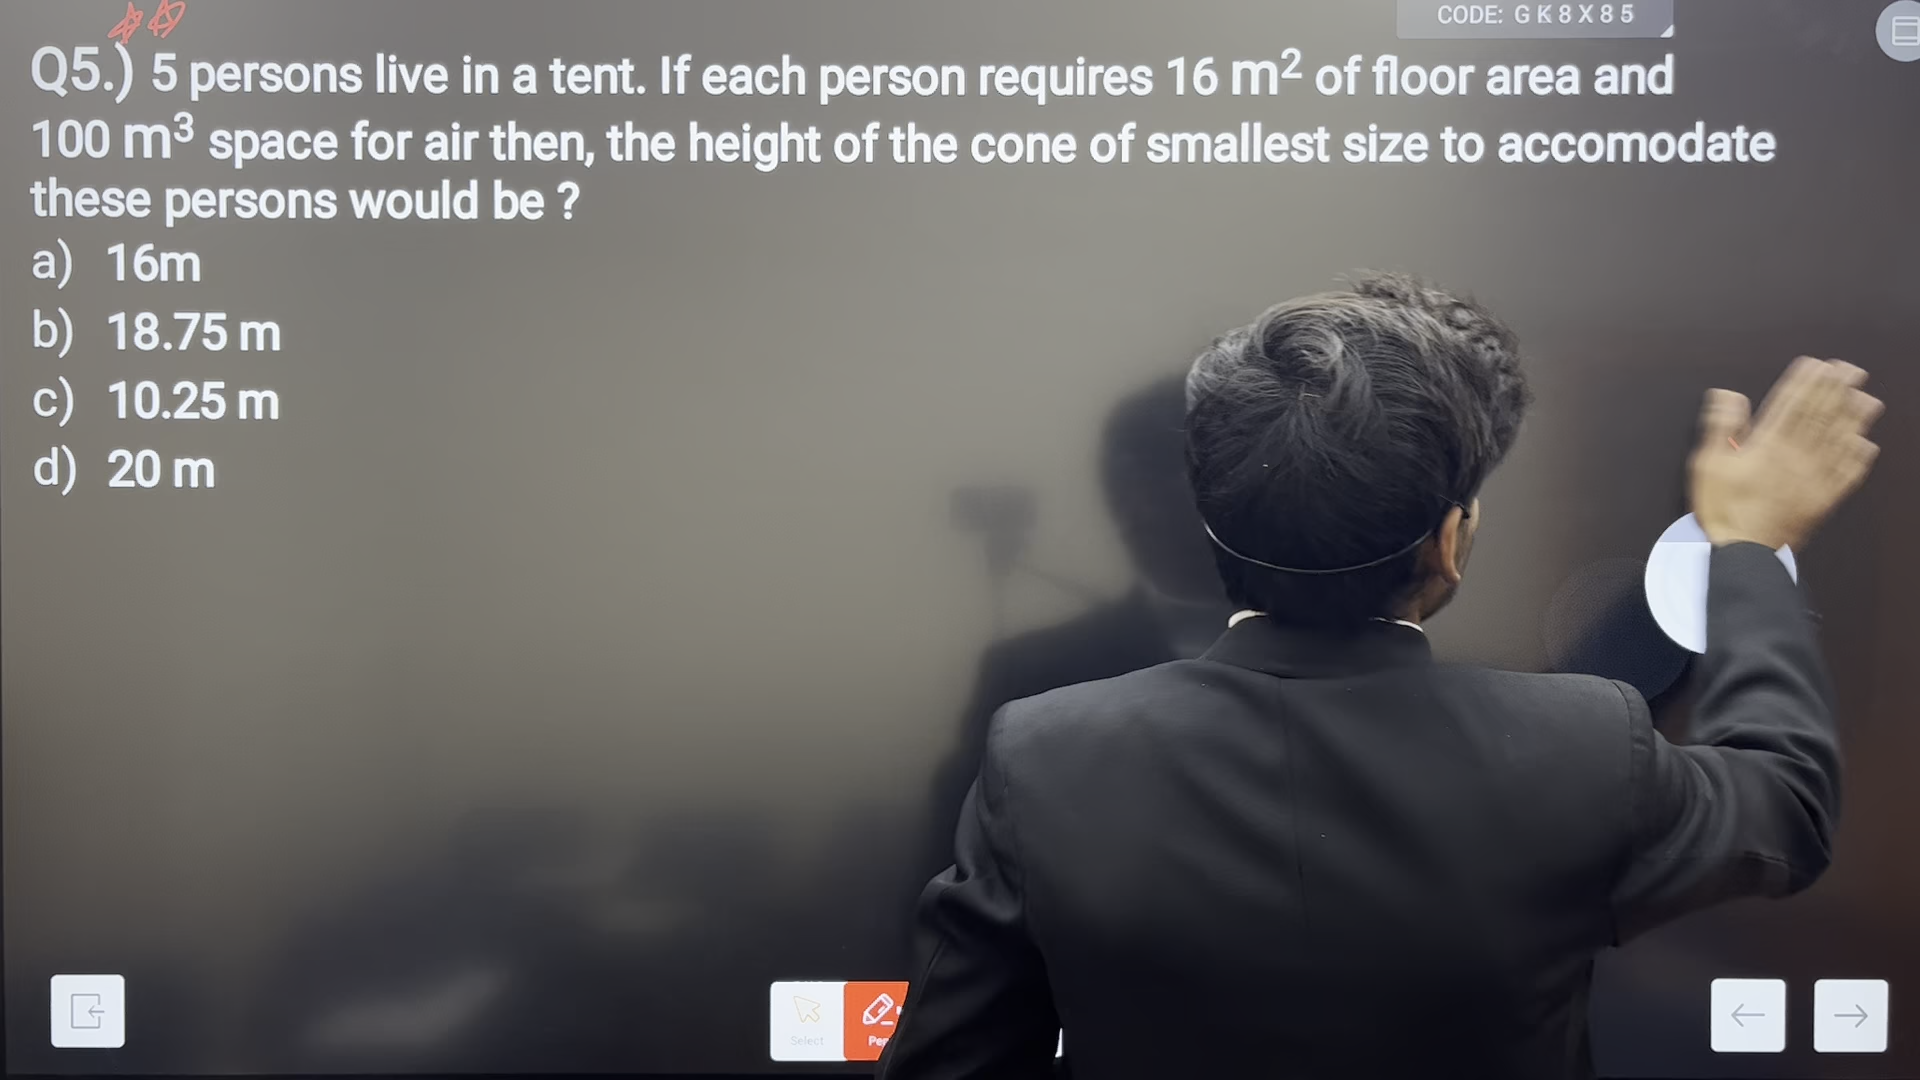 CODE: GK8X85
Q5.) 5 persons live in a tent. If each person requires 16 m² of floor area and
100 m³ space for air then, the height of the cone of smallest size to accomodate
these persons would be ?
a) 16m
b) 18.75 m
c) 10.25 m
d) 20 m
Select